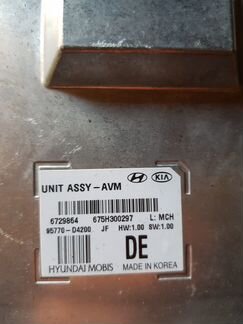 UNIT ASSY-AVM KIA
6729864 675H300297 L: MCH
95770-D4200 JF HW:1.00 SW:1.00
DE
HYUNDAI MOBIS MADE IN KOREA